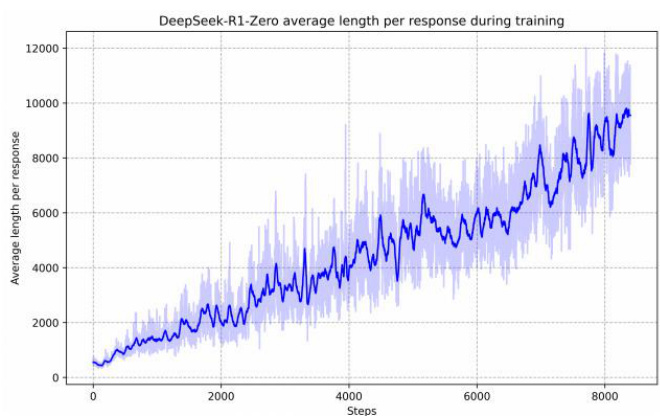 DeepSeek-R1-Zero average length per response during training
12000
10000
8000
6000
4000
2000
0
Average length per response
0 2000 4000 6000 8000
Steps